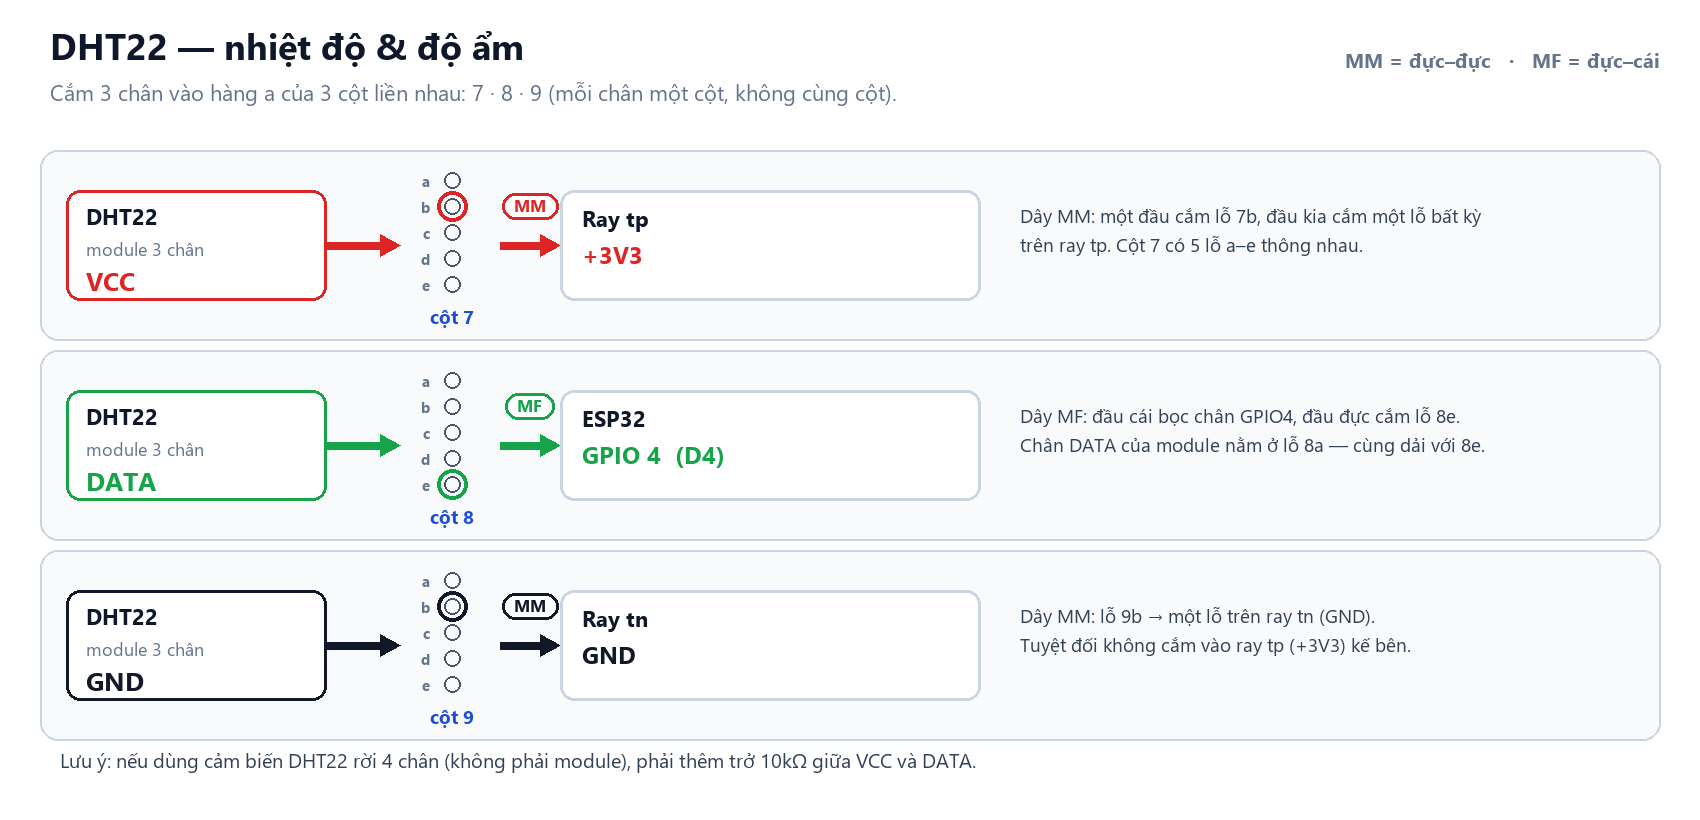 DHT22 — nhiệt độ & độ ẩm
MM = đực–đực · MF = đực–cái
Cắm 3 chân vào hàng a của 3 cột liền nhau: 7 · 8 · 9 (mỗi chân một cột, không cùng cột).
DHT22
module 3 chân
VCC
a
b
c
d
e
cột 7
MM
Ray tp
+3V3
Dây MM: một đầu cắm lỗ 7b, đầu kia cắm một lỗ bất kỳ
trên ray tp. Cột 7 có 5 lỗ a–e thông nhau.
DHT22
module 3 chân
DATA
a
b
c
d
e
cột 8
MF
ESP32
GPIO 4 (D4)
Dây MF: đầu cái bọc chân GPIO4, đầu đực cắm lỗ 8e.
Chân DATA của module nằm ở lỗ 8a — cùng dải với 8e.
DHT22
module 3 chân
GND
a
b
c
d
e
cột 9
MM
Ray tn
GND
Dây MM: lỗ 9b → một lỗ trên ray tn (GND).
Tuyệt đối không cắm vào ray tp (+3V3) kế bên.
Lưu ý: nếu dùng cảm biến DHT22 rời 4 chân (không phải module), phải thêm trở 10kΩ giữa VCC và DATA.